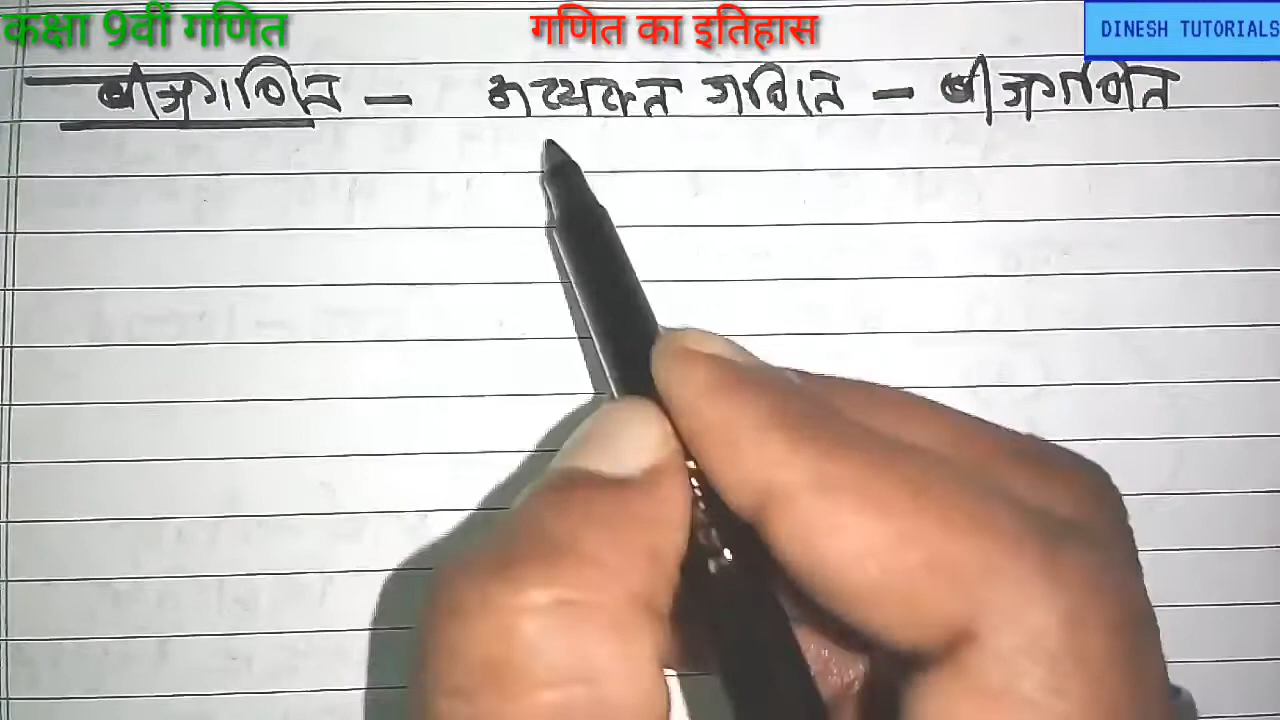 कक्षा 9वीं गणित
गणित का इतिहास
DINESH TUTORIALS
बीजगणित - अव्यक्त गणित - बीजगणित